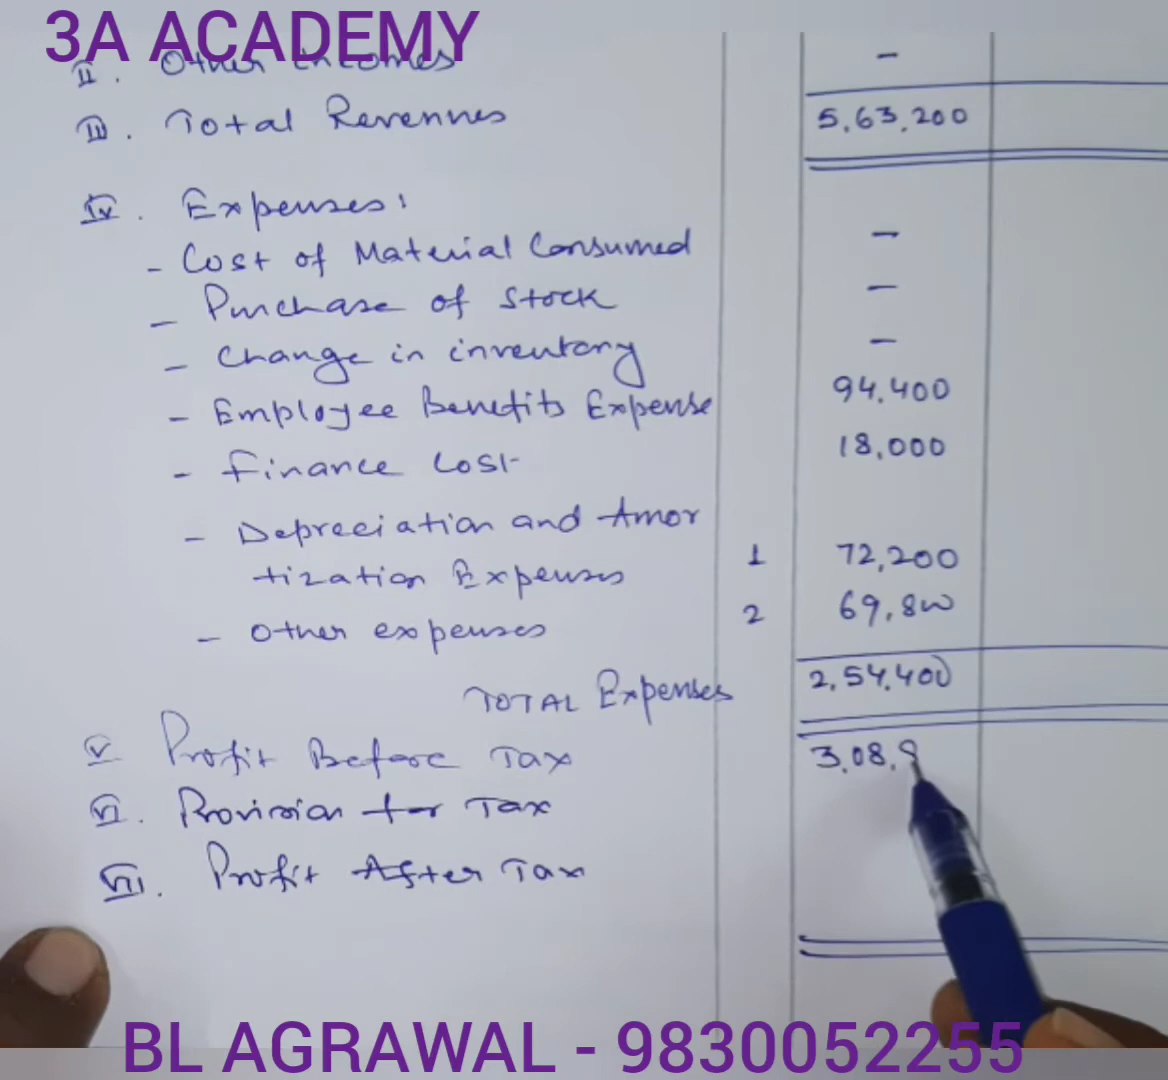 3A ACADEMY
II. Other Incomes -
III. Total Revenues 5,63,200
IV. Expenses:
- Cost of Material Consumed -
- Purchase of Stock -
- Change in inventory -
- Employee Benefits Expense 94,400
- Finance Cost 18,000
- Depreciation and Amor
tization Expenses 1 72,200
- Other expenses 2 69,800
TOTAL Expenses 2,54,400
V. Profit Before Tax 3,08,8
VI. Provision for Tax
VII. Profit After Tax
BL AGRAWAL - 9830052255